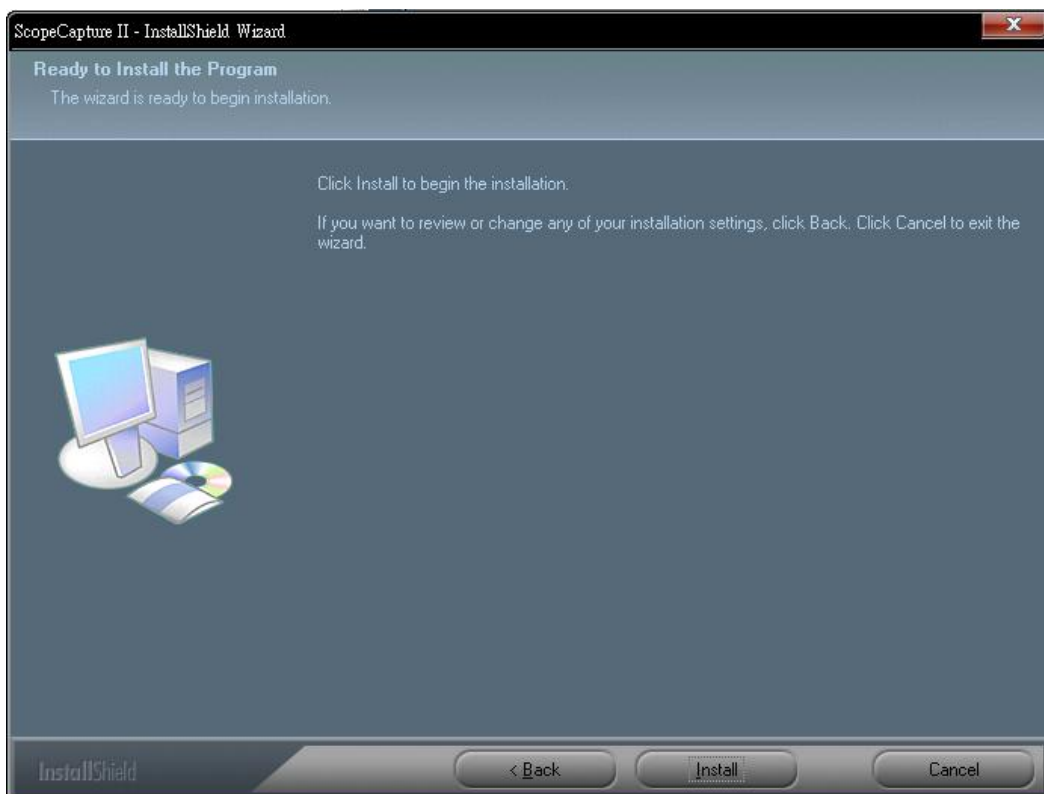 ScopeCapture II - InstallShield Wizard
Ready to Install the Program
The wizard is ready to begin installation.
Click Install to begin the installation.
If you want to review or change any of your installation settings, click Back. Click Cancel to exit the
wizard.
InstallShield
< Back
Install
Cancel